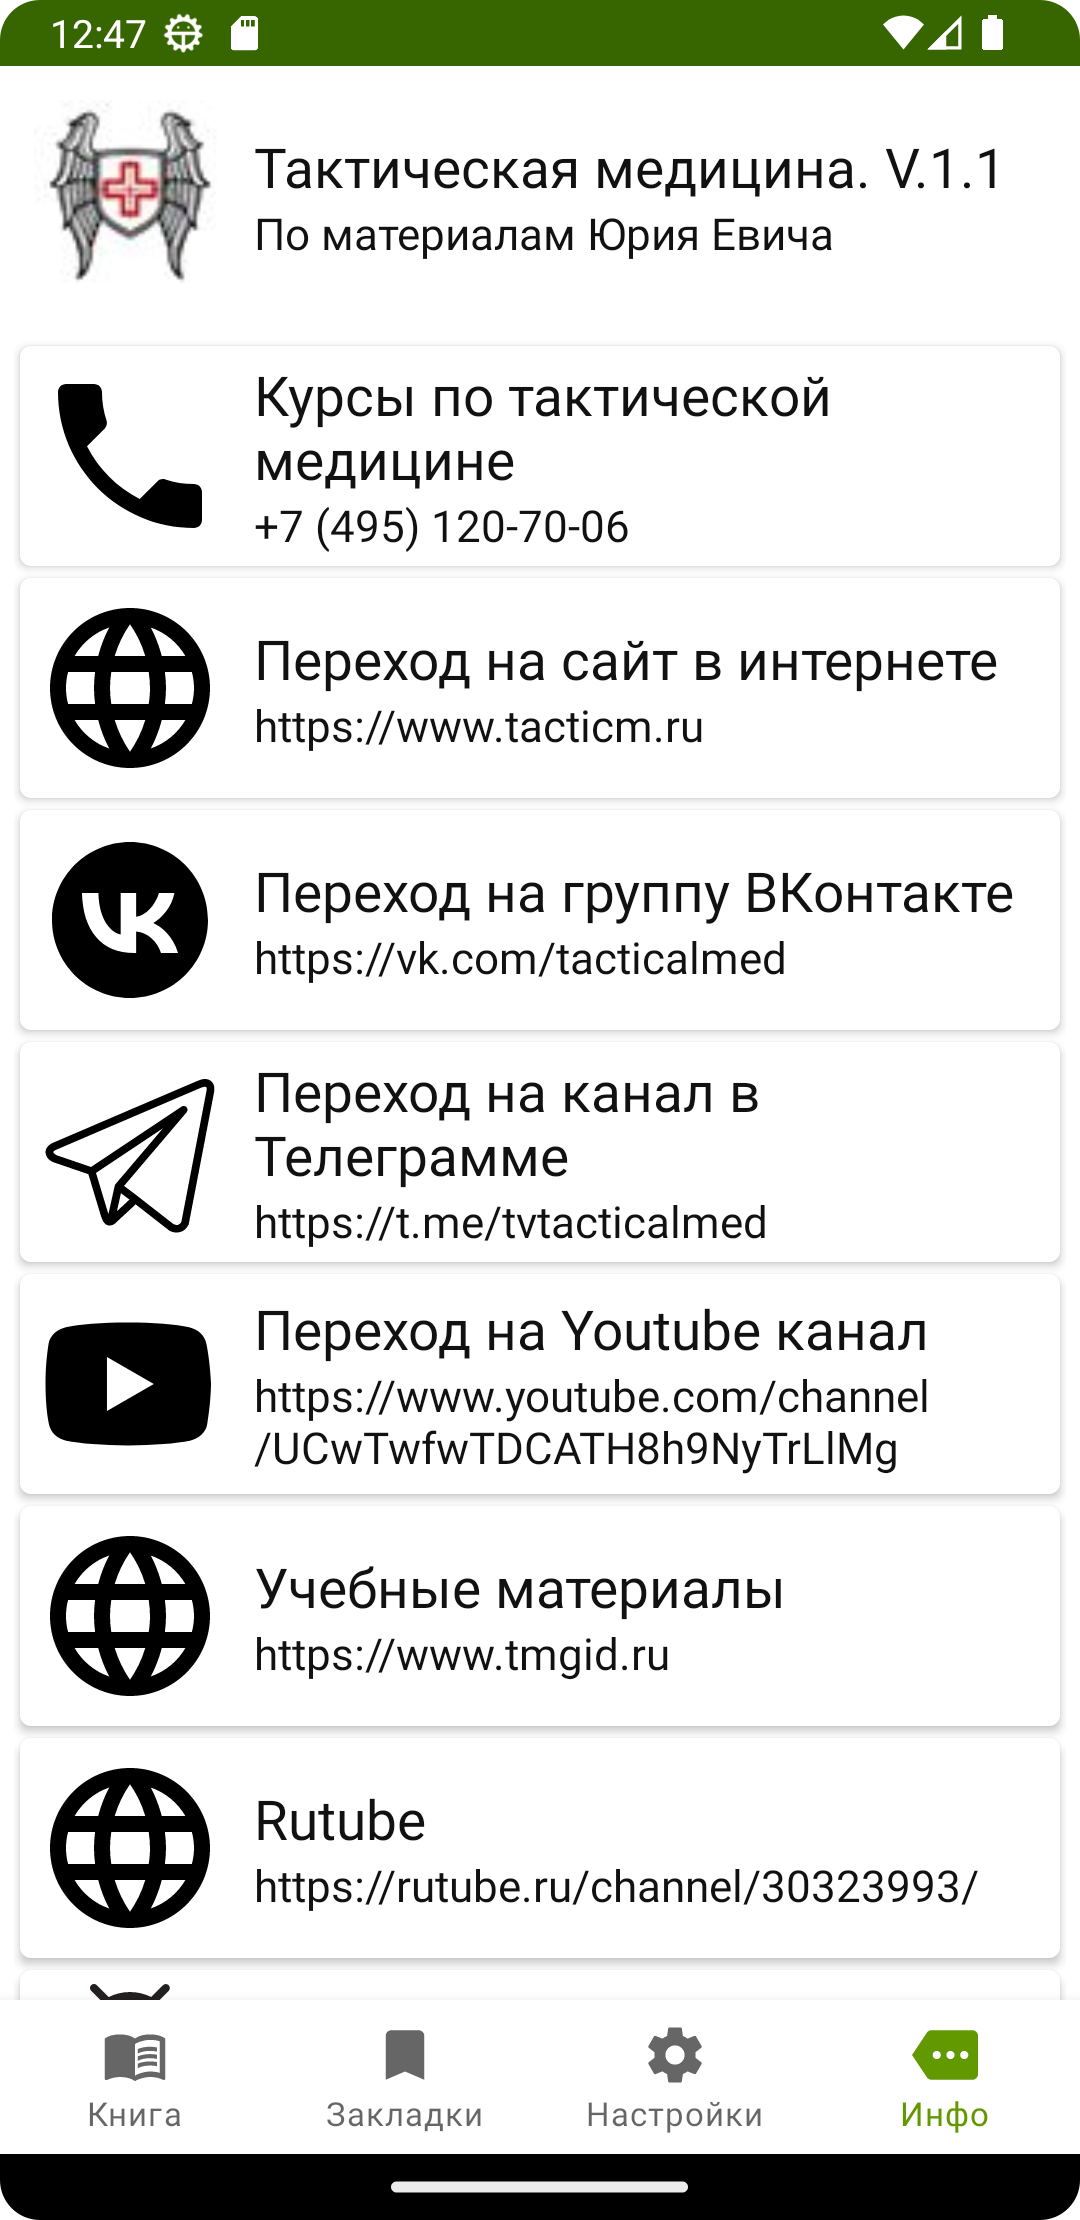 12:47
Тактическая медицина. V.1.1
По материалам Юрия Евича
Курсы по тактической
медицине
+7 (495) 120-70-06
Переход на сайт в интернете
https://www.tacticm.ru
Переход на группу ВКонтакте
https://vk.com/tacticalmed
Переход на канал в
Телеграмме
https://t.me/tvtacticalmed
Переход на Youtube канал
https://www.youtube.com/channel
/UCwTwfwTDCATH8h9NyTrLlMg
Учебные материалы
https://www.tmgid.ru
Rutube
https://rutube.ru/channel/30323993/
Книга
Закладки
Настройки
Инфо